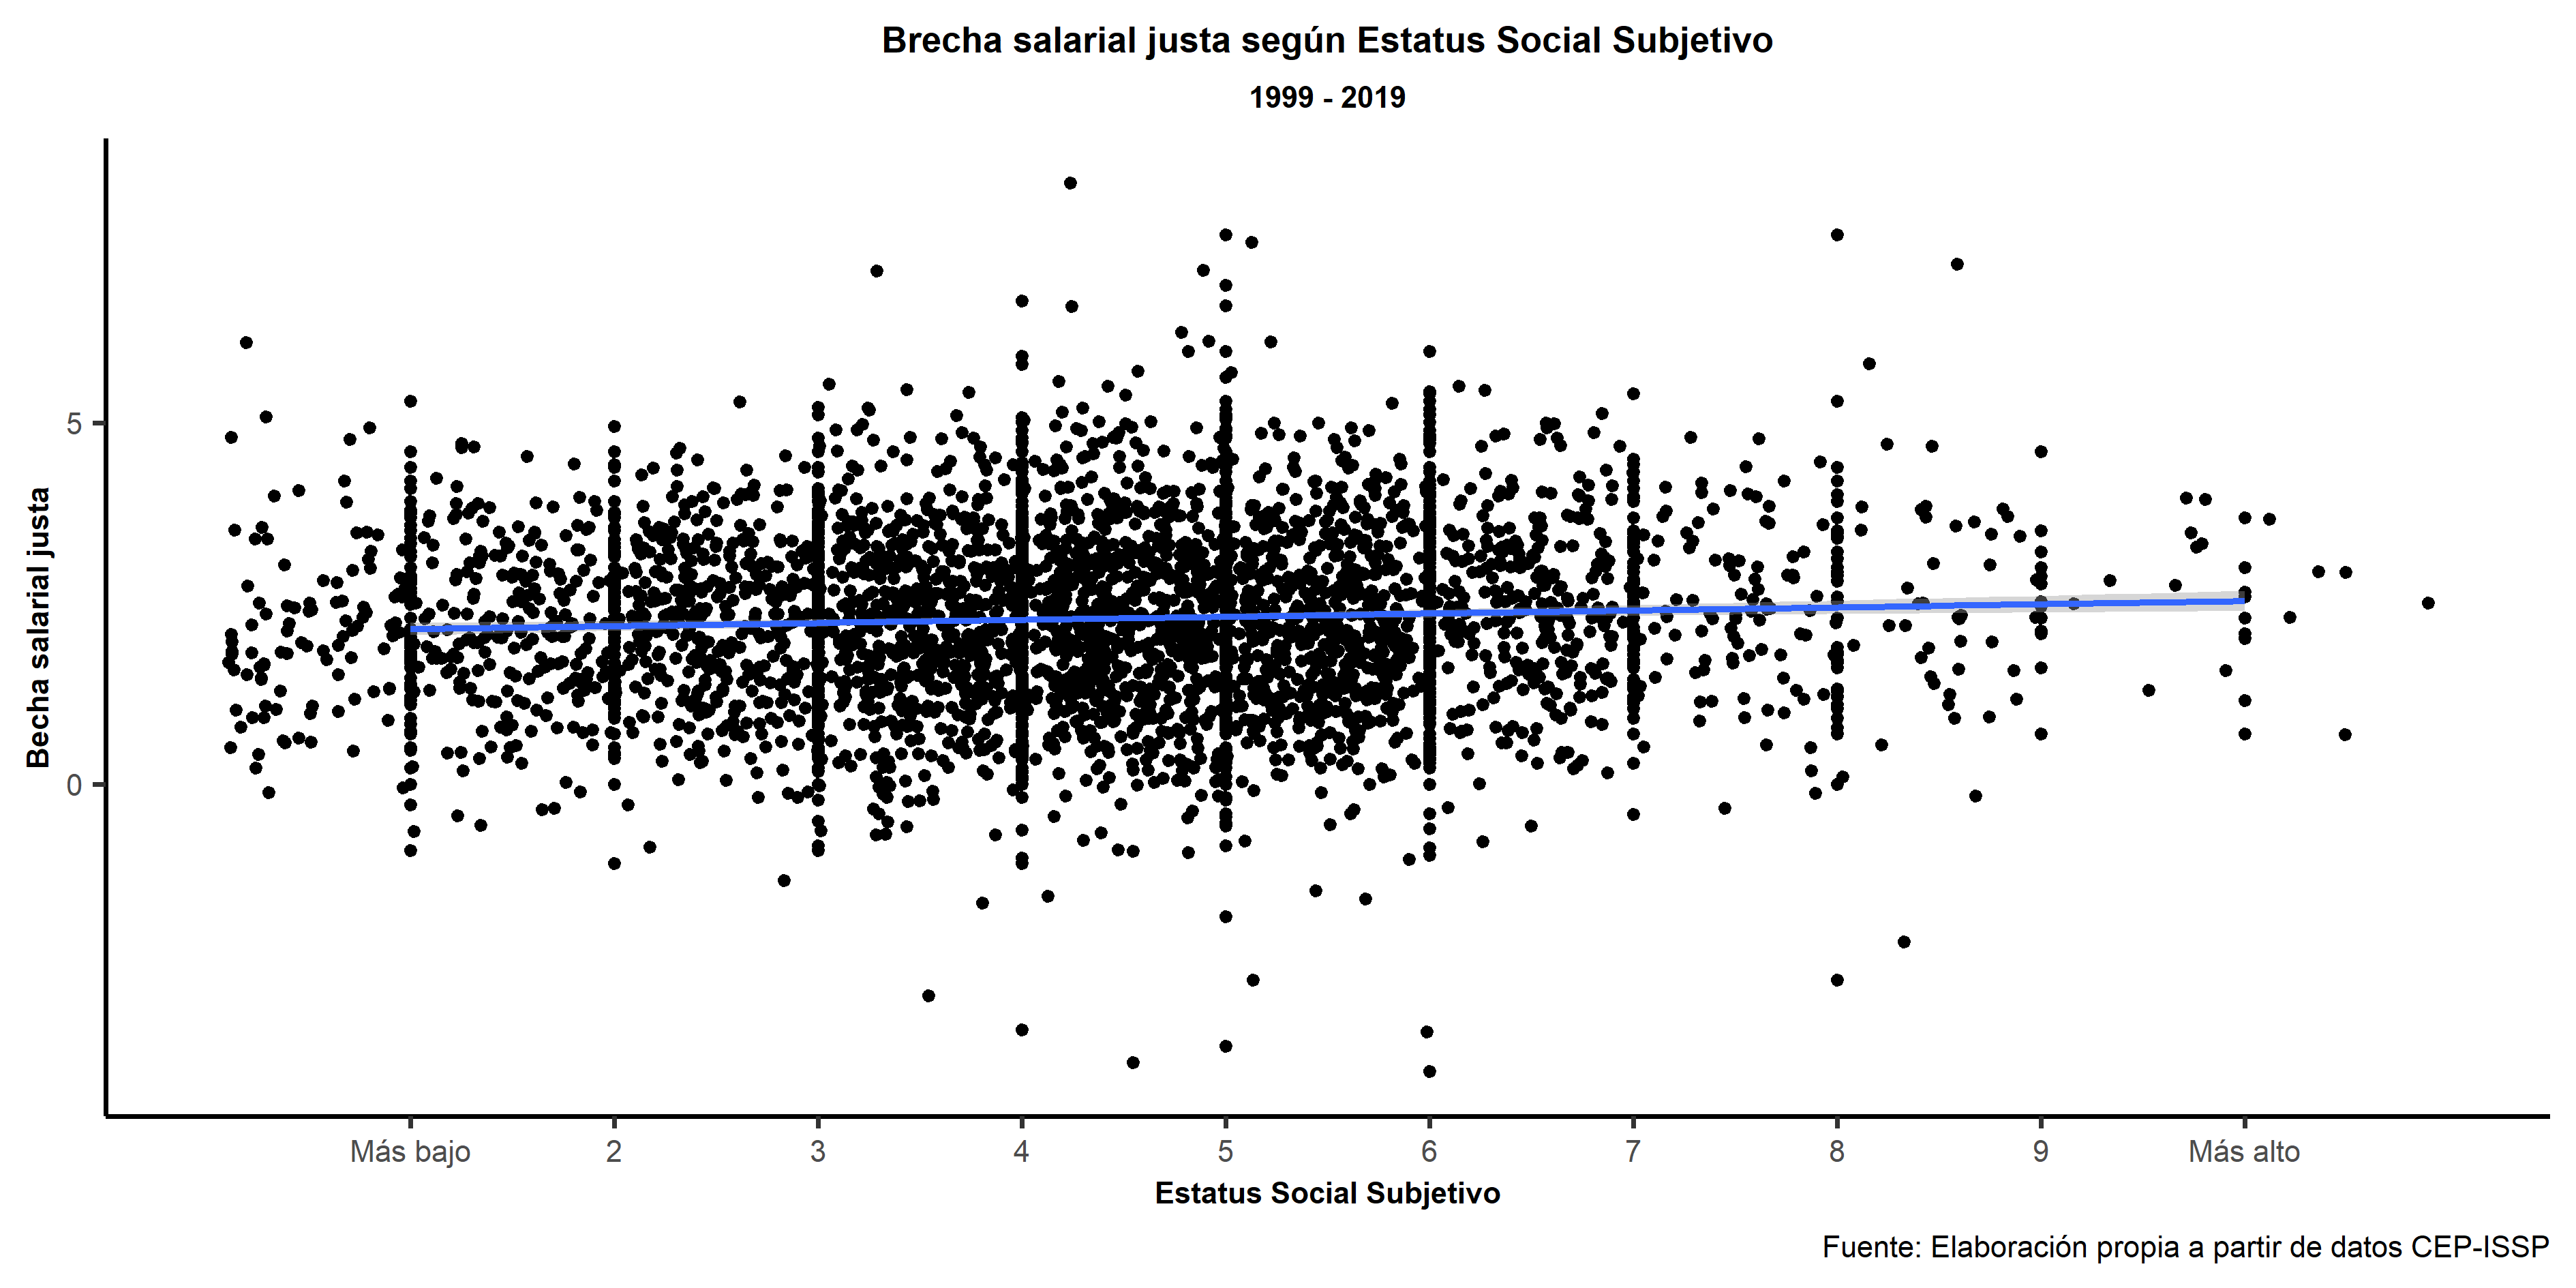 Brecha salarial justa según Estatus Social Subjetivo
1999 - 2019
Becha salarial justa
5
0
Más bajo 2 3 4 5 6 7 8 9 Más alto
Estatus Social Subjetivo
Fuente: Elaboración propia a partir de datos CEP-ISSP